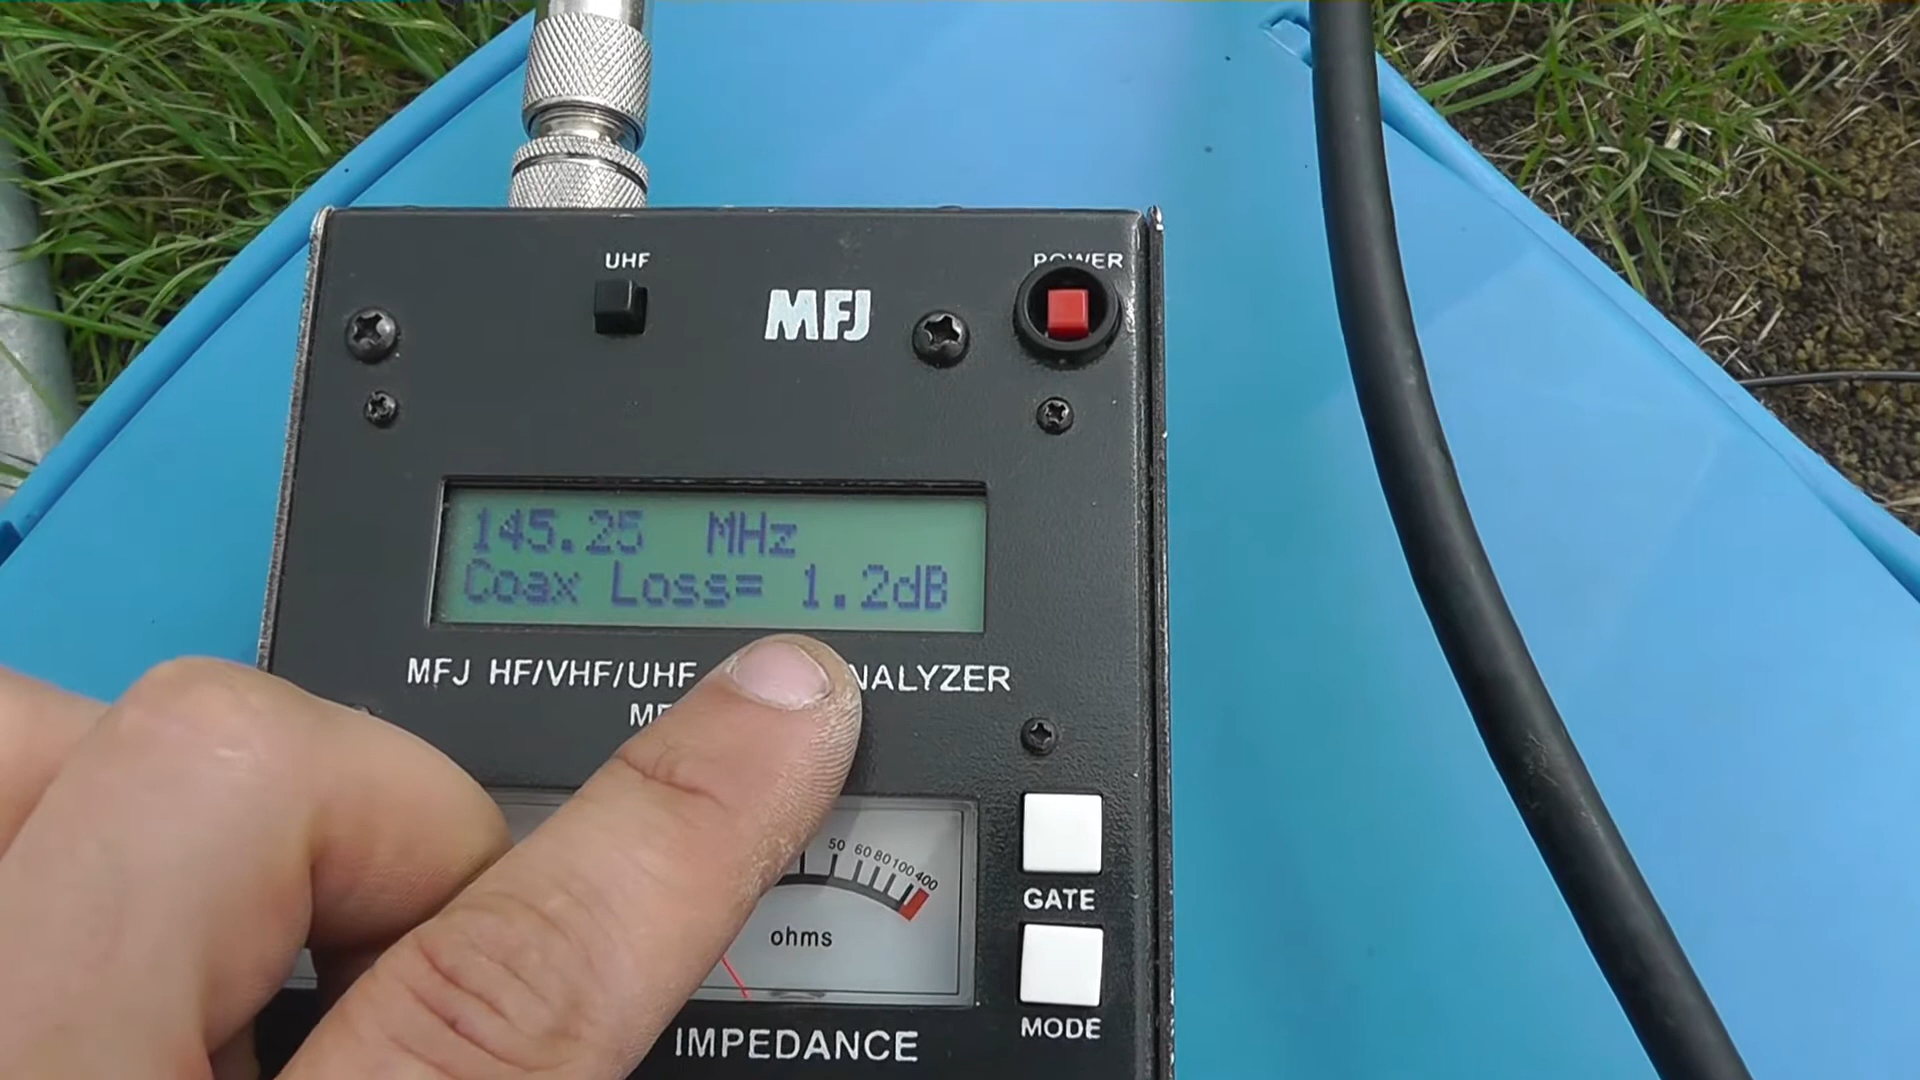 UHF
MFJ
POWER
145.25 MHz
Coax Loss= 1.2dB
MFJ HF/VHF/UHF
50 60 80 100 400
ohms
GATE
MODE
IMPEDANCE